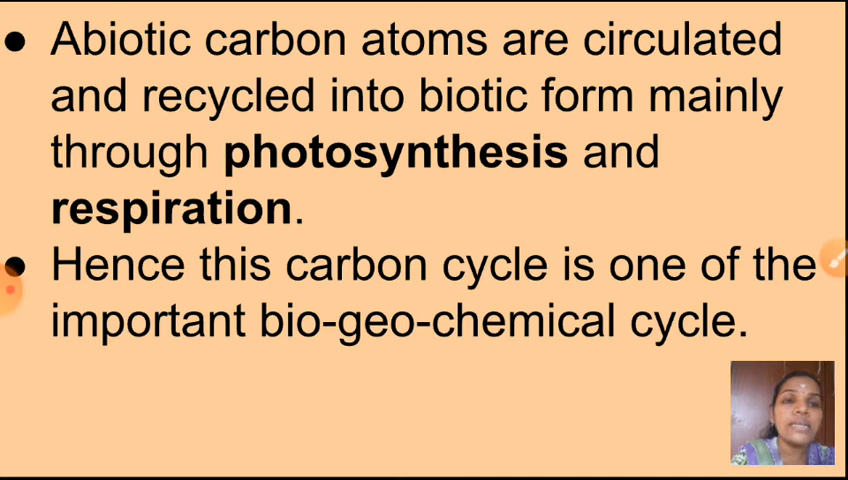 ● Abiotic carbon atoms are circulated
and recycled into biotic form mainly
through photosynthesis and
respiration.
● Hence this carbon cycle is one of the
important bio-geo-chemical cycle.